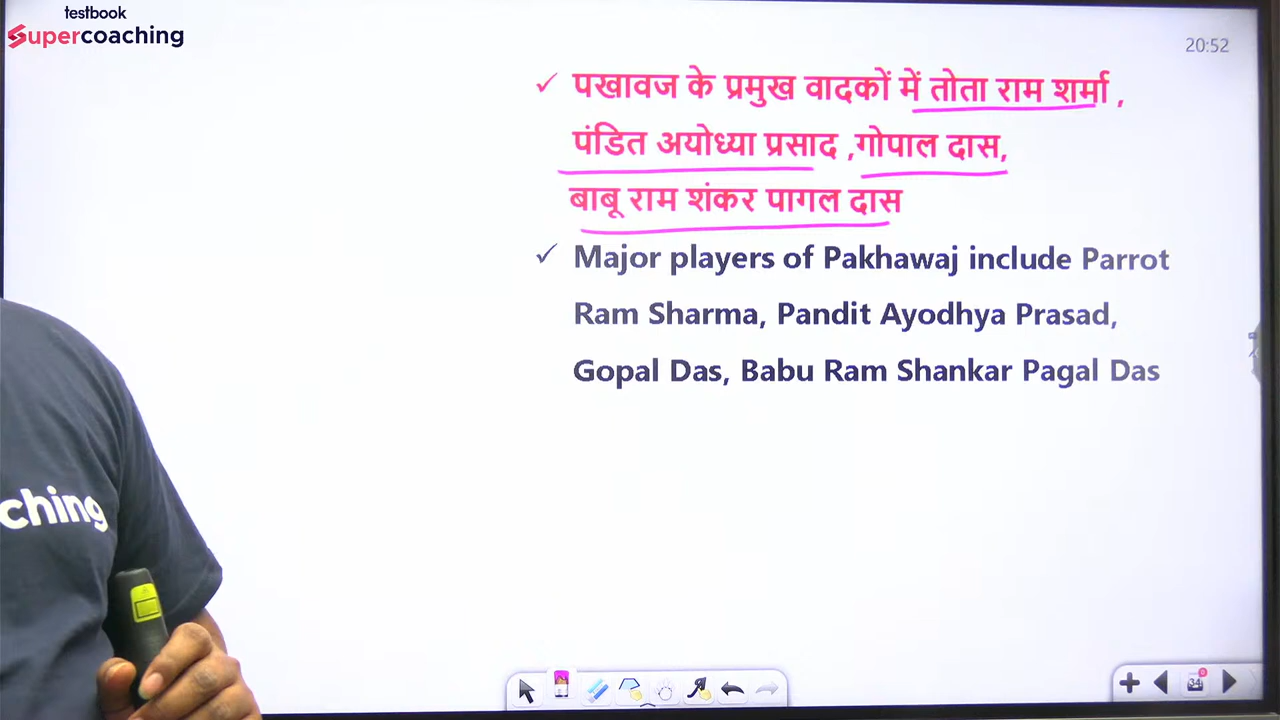 testbook
Supercoaching
20:52
पखावज के प्रमुख वादकों में तोता राम शर्मा ,
पंडित अयोध्या प्रसाद ,गोपाल दास,
बाबू राम शंकर पागल दास
Major players of Pakhawaj include Parrot
Ram Sharma, Pandit Ayodhya Prasad,
Gopal Das, Babu Ram Shankar Pagal Das
ching
34